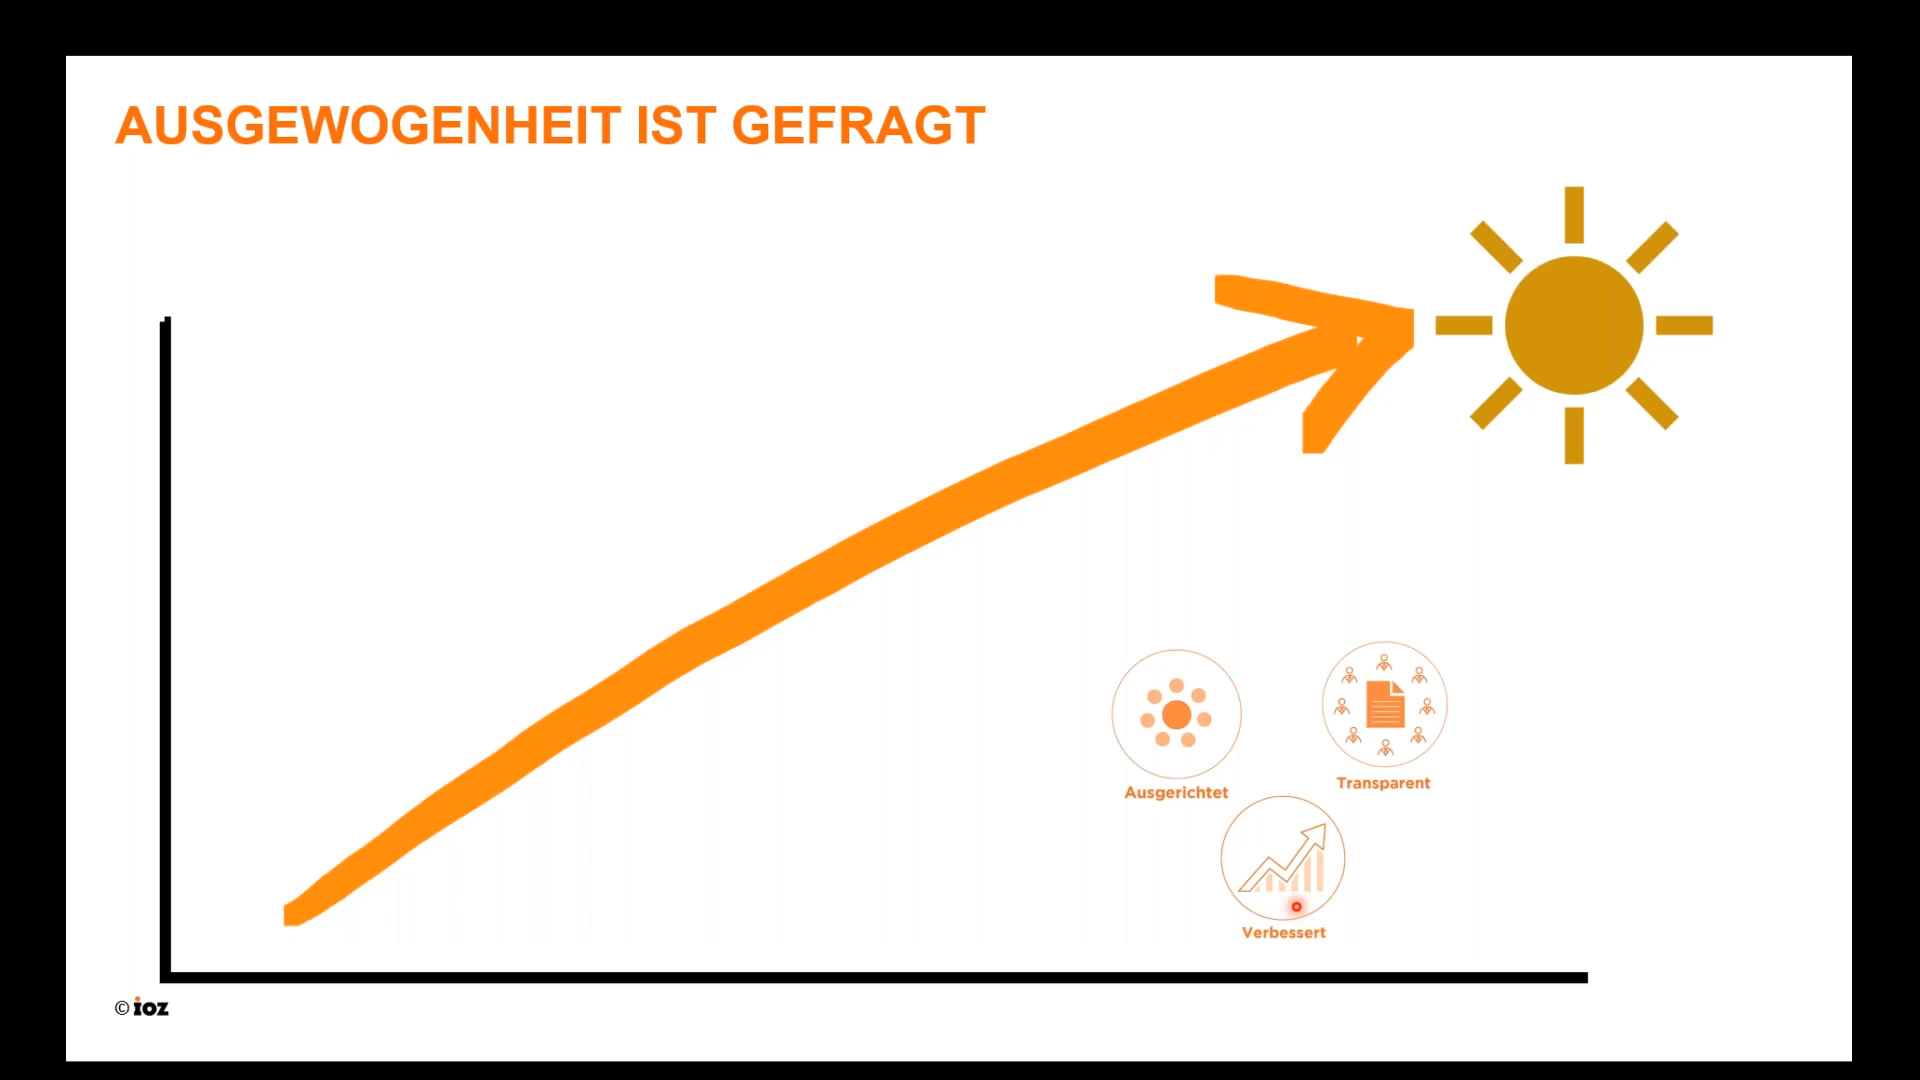 AUSGEWOGENHEIT IST GEFRAGT
Ausgerichtet
Transparent
Verbessert
© ioz